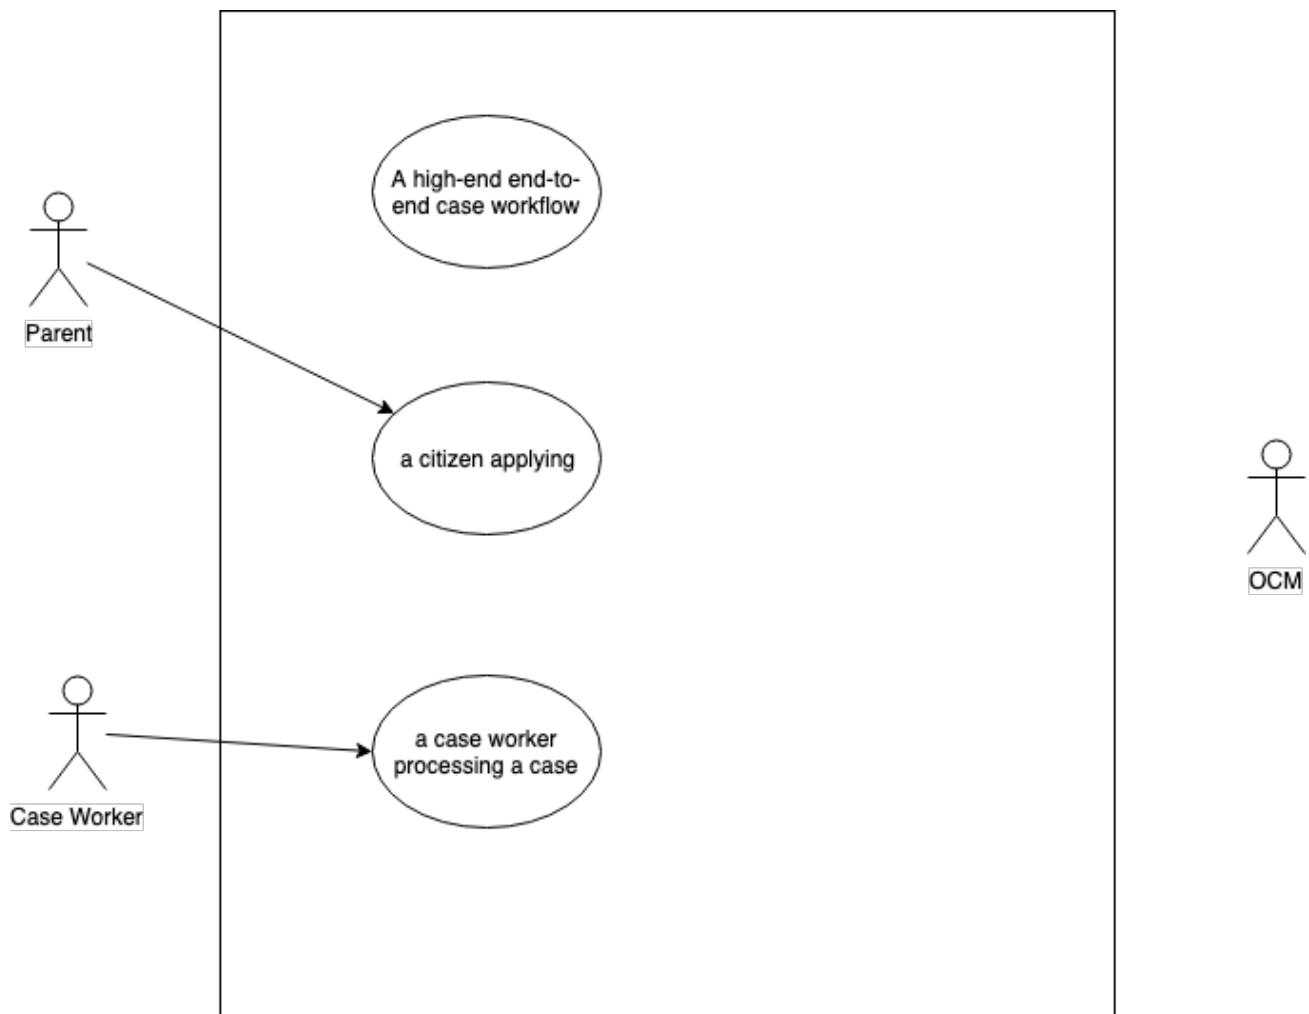 A high-end end-to-
end case workflow
Parent
a citizen applying
OCM
a case worker
processing a case
Case Worker